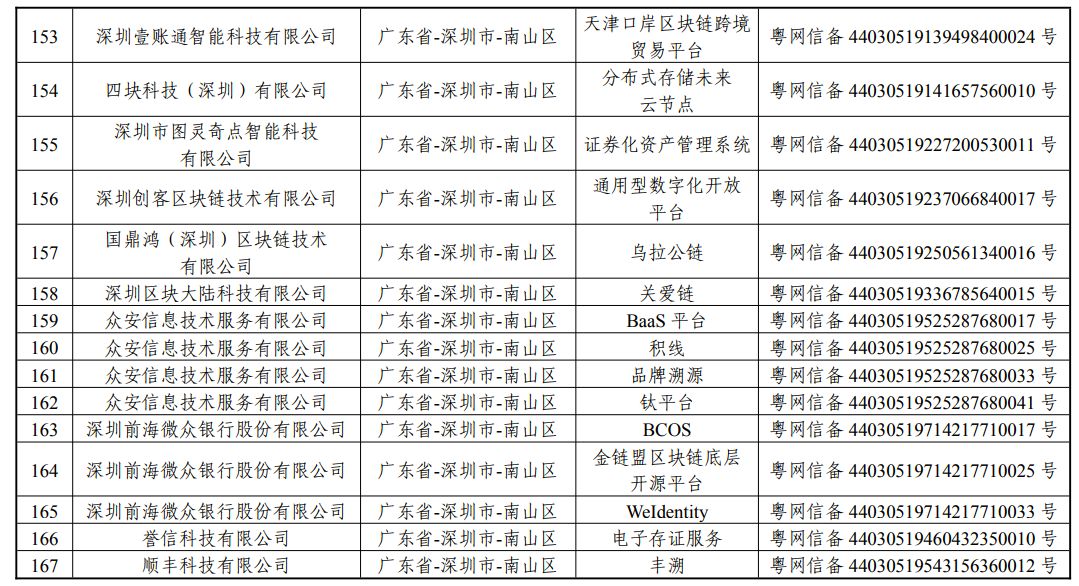 153 深圳壹账通智能科技有限公司 广东省-深圳市-南山区 天津口岸区块链跨境
贸易平台 粤网信备 44030519139498400024 号
154 四块科技（深圳）有限公司 广东省-深圳市-南山区 分布式存储未来
云节点 粤网信备 44030519141657560010 号
155 深圳市图灵奇点智能科技
有限公司 广东省-深圳市-南山区 证券化资产管理系统 粤网信备 44030519227200530011 号
156 深圳创客区块链技术有限公司 广东省-深圳市-南山区 通用型数字化开放
平台 粤网信备 44030519237066840017 号
157 国鼎鸿（深圳）区块链技术
有限公司 广东省-深圳市-南山区 乌拉公链 粤网信备 44030519250561340016 号
158 深圳区块大陆科技有限公司 广东省-深圳市-南山区 关爱链 粤网信备 44030519336785640015 号
159 众安信息技术服务有限公司 广东省-深圳市-南山区 BaaS 平台 粤网信备 44030519525287680017 号
160 众安信息技术服务有限公司 广东省-深圳市-南山区 积线 粤网信备 44030519525287680025 号
161 众安信息技术服务有限公司 广东省-深圳市-南山区 品牌溯源 粤网信备 44030519525287680033 号
162 众安信息技术服务有限公司 广东省-深圳市-南山区 钛平台 粤网信备 44030519525287680041 号
163 深圳前海微众银行股份有限公司 广东省-深圳市-南山区 BCOS 粤网信备 44030519714217710017 号
164 深圳前海微众银行股份有限公司 广东省-深圳市-南山区 金链盟区块链底层
开源平台 粤网信备 44030519714217710025 号
165 深圳前海微众银行股份有限公司 广东省-深圳市-南山区 WeIdentity 粤网信备 44030519714217710033 号
166 誉信科技有限公司 广东省-深圳市-南山区 电子存证服务 粤网信备 44030519460432350010 号
167 顺丰科技有限公司 广东省-深圳市-南山区 丰溯 粤网信备 44030519543156360012 号